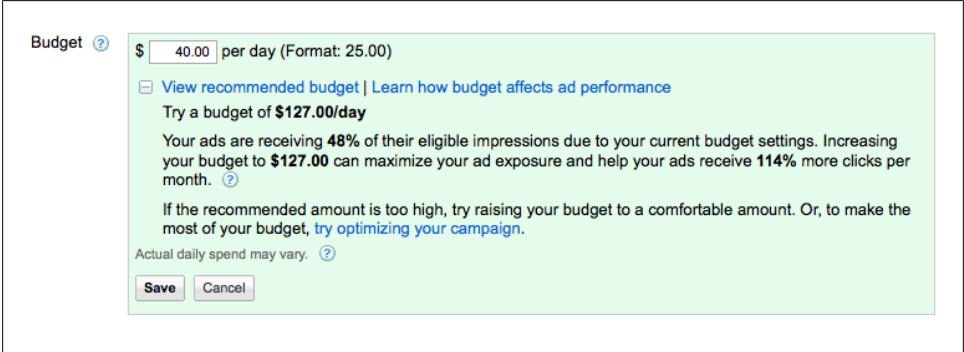 Budget ? $ 40.00 per day (Format: 25.00)
View recommended budget | Learn how budget affects ad performance
Try a budget of $127.00/day
Your ads are receiving 48% of their eligible impressions due to your current budget settings. Increasing
your budget to $127.00 can maximize your ad exposure and help your ads receive 114% more clicks per
month. ?
If the recommended amount is too high, try raising your budget to a comfortable amount. Or, to make the
most of your budget, try optimizing your campaign.
Actual daily spend may vary. ?
Save Cancel